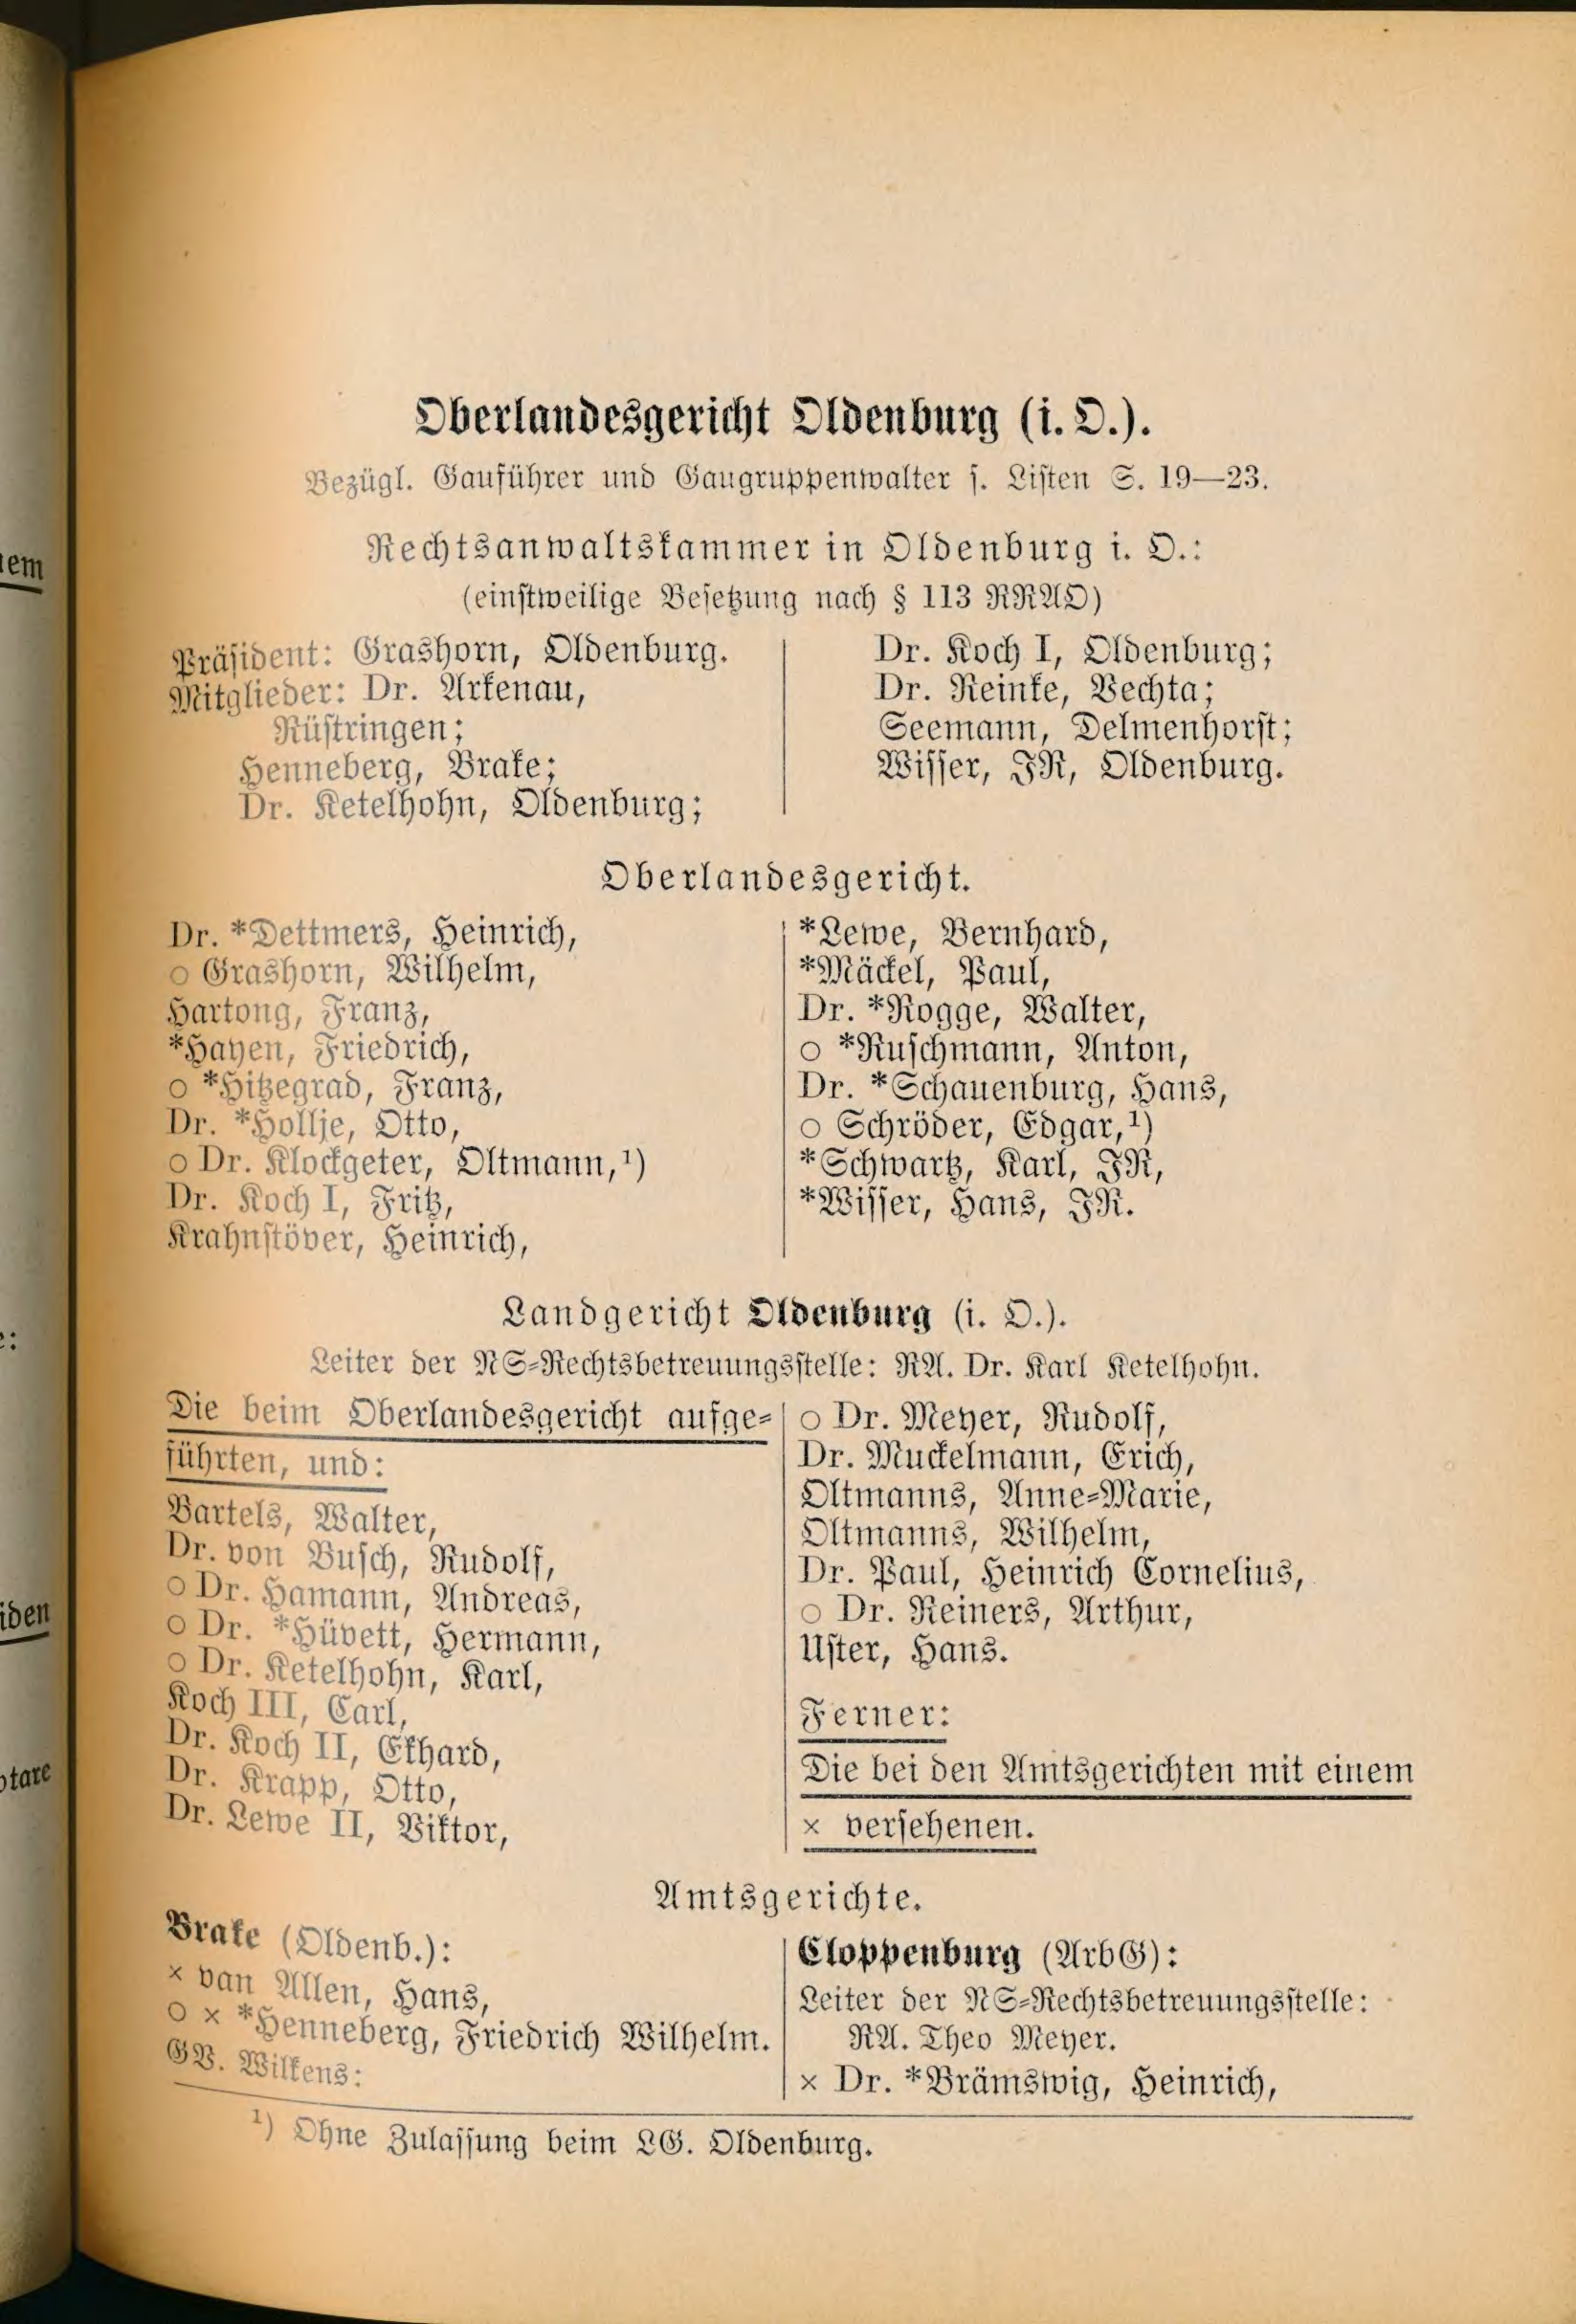 Oberlandesgericht Oldenburg (i. O.).
Bezügl. Gauführer und Gaugruppenwalter s. Listen S. 19—23.
Rechtsanwaltskammer in Oldenburg i. O.:
(einstweilige Besetzung nach § 113 RRAO)
Präsident: Grashorn, Oldenburg.
Mitglieder: Dr. Arkenau,
Rüstringen;
Henneberg, Brake;
Dr. Ketelhohn, Oldenburg;
Dr. Koch I, Oldenburg;
Dr. Reinke, Vechta;
Seemann, Delmenhorst;
Wisser, JR, Oldenburg.
Oberlandesgericht.
Dr. *Dettmers, Heinrich,
○ Grashorn, Wilhelm,
Hartong, Franz,
*Hayen, Friedrich,
○ *Hitzegrad, Franz,
Dr. *Hollje, Otto,
○ Dr. Klockgeter, Oltmann,¹)
Dr. Koch I, Fritz,
Krahnstöver, Heinrich,
*Lewe, Bernhard,
*Mäckel, Paul,
Dr. *Rogge, Walter,
○ *Ruschmann, Anton,
Dr. *Schauenburg, Hans,
○ Schröder, Edgar,¹)
*Schwartz, Karl, JR,
*Wisser, Hans, JR.
Landgericht Oldenburg (i. O.).
Leiter der NS-Rechtsbetreuungsstelle: RA. Dr. Karl Ketelhohn.
Die beim Oberlandesgericht aufge-
führten, und:
Bartels, Walter,
Dr. von Busch, Rudolf,
○ Dr. Hamann, Andreas,
○ Dr. *Hüvett, Hermann,
○ Dr. Ketelhohn, Karl,
Koch III, Carl,
Dr. Koch II, Ekhard,
Dr. Krapp, Otto,
Dr. Lewe II, Viktor,
○ Dr. Meyer, Rudolf,
Dr. Muckelmann, Erich,
Oltmanns, Anne-Marie,
Oltmanns, Wilhelm,
Dr. Paul, Heinrich Cornelius,
○ Dr. Reiners, Arthur,
Uster, Hans.
Ferner:
Die bei den Amtsgerichten mit einem
× versehenen.
Amtsgerichte.
Brake (Oldenb.):
× van Allen, Hans,
○ × *Henneberg, Friedrich Wilhelm.
GV. Wilkens:
Cloppenburg (ArbG):
Leiter der NS-Rechtsbetreuungsstelle:
RA. Theo Meyer.
× Dr. *Brämswig, Heinrich,
¹) Ohne Zulassung beim LG. Oldenburg.